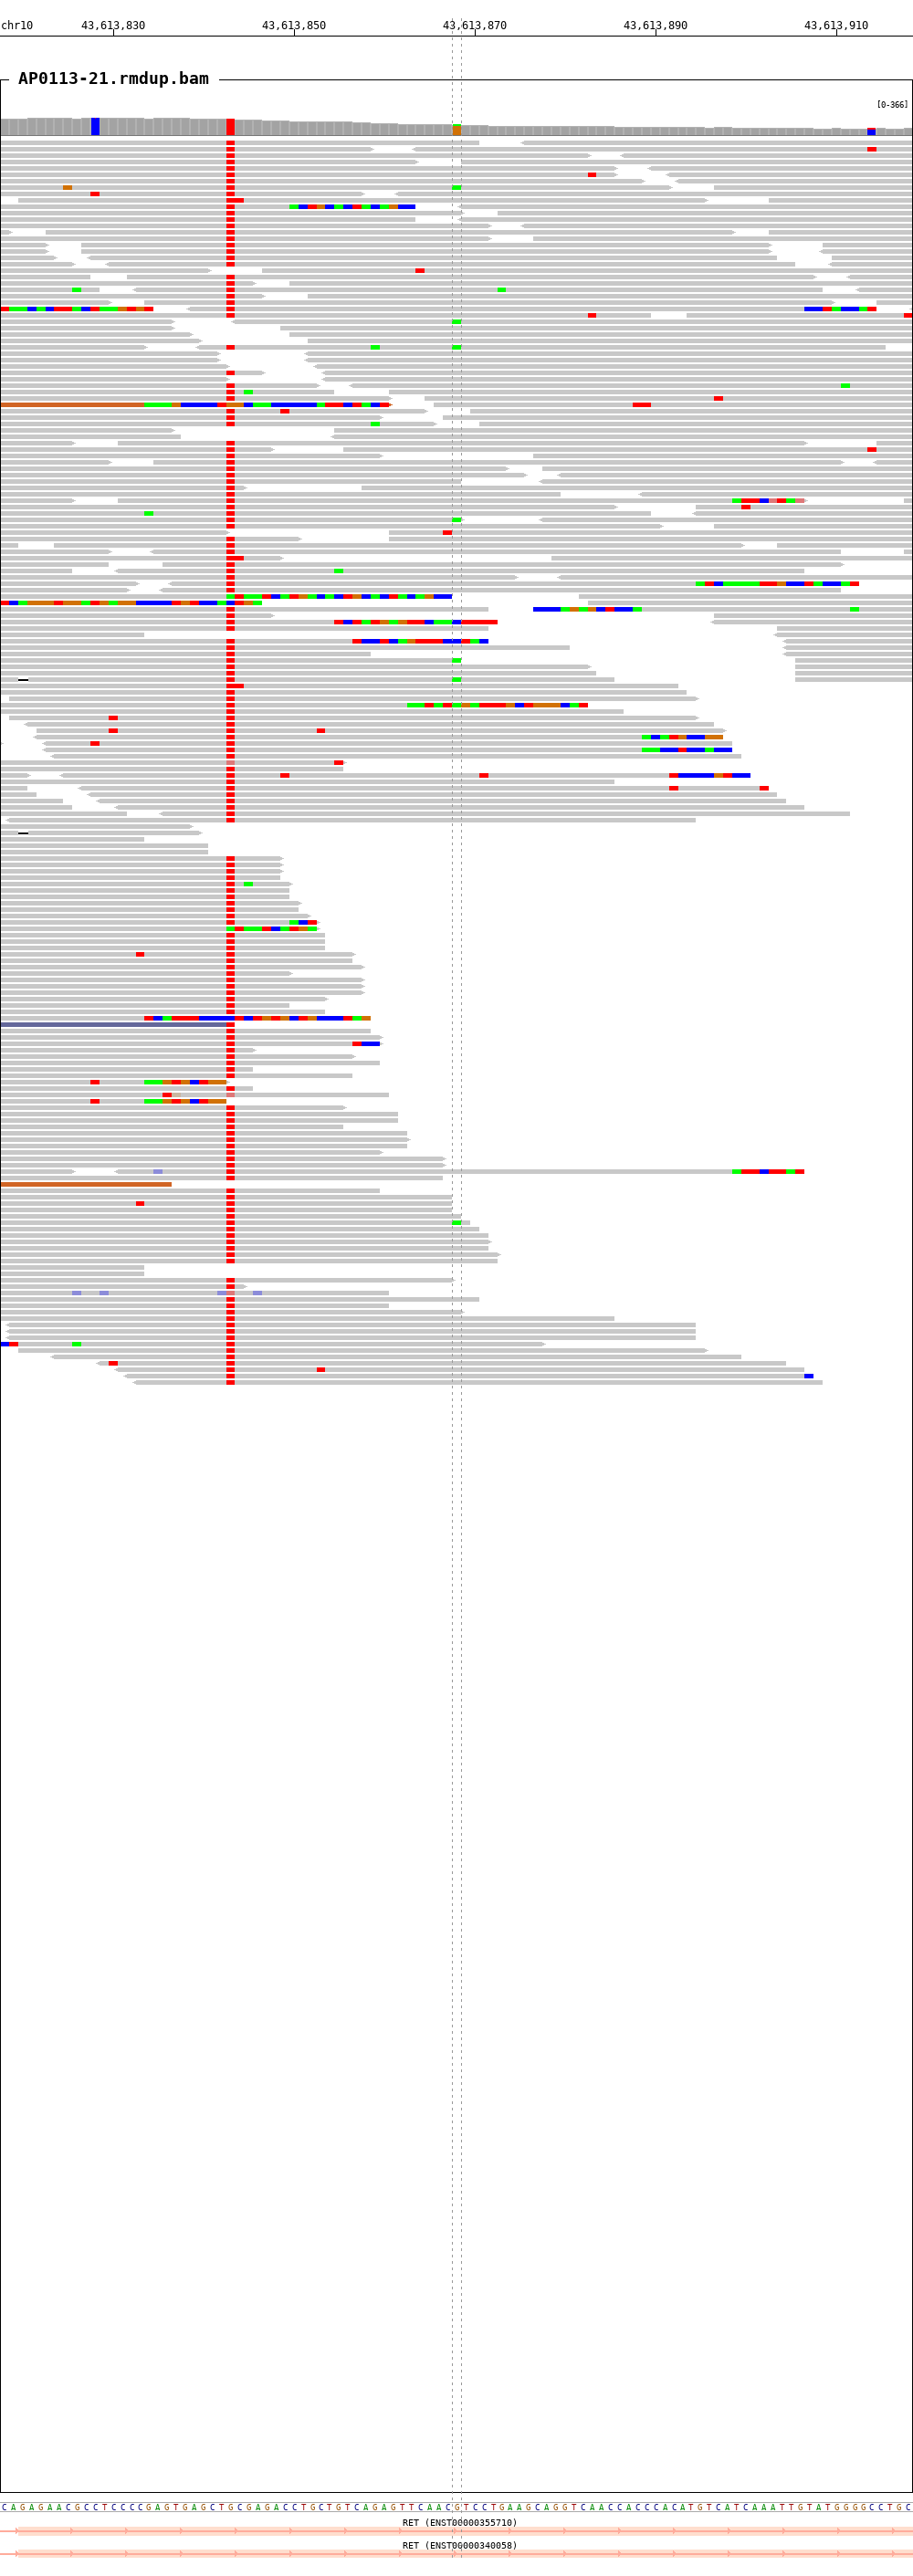 chr10 43,613,830 43,613,850 43,613,870 43,613,890 43,613,910
AP0113-21.rmdup.bam
[0-366]
C A G A G A A C G C C T C C C C G A G T G A G C T G C G A G A C C T G C T G T C A G A G T T C A A C G T C C T G A A G C A G G T C A A C C A C C C A C A T G T C A T C A A A T T G T A T G G G G C C T G C
RET (ENST00000355710)
RET (ENST00000340058)